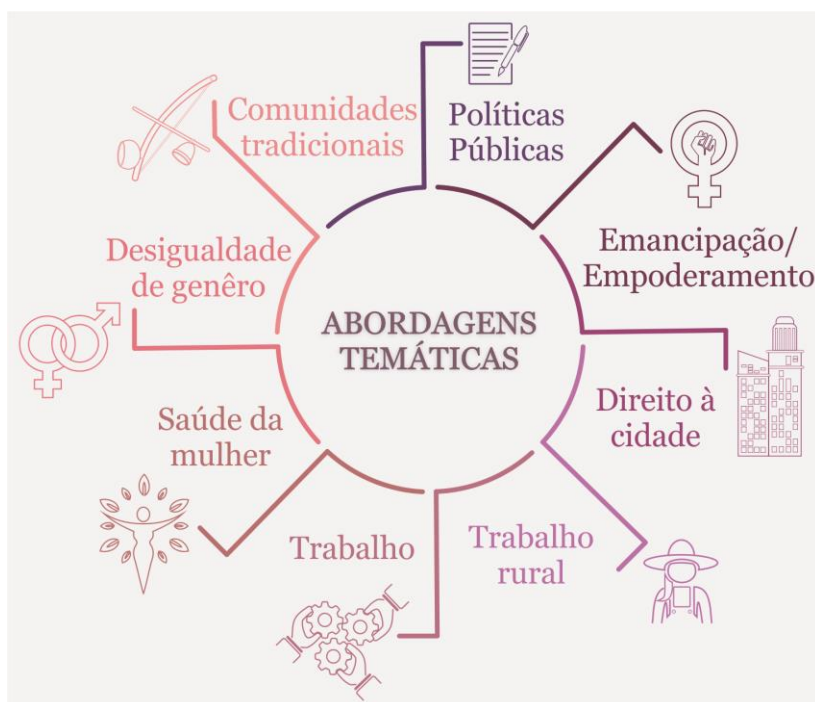 ABORDAGENS
TEMÁTICAS
Políticas
Públicas
Emancipação/
Empoderamento
Direito à
cidade
Trabalho
rural
Trabalho
Saúde da
mulher
Desigualdade
de genêro
Comunidades
tradicionais